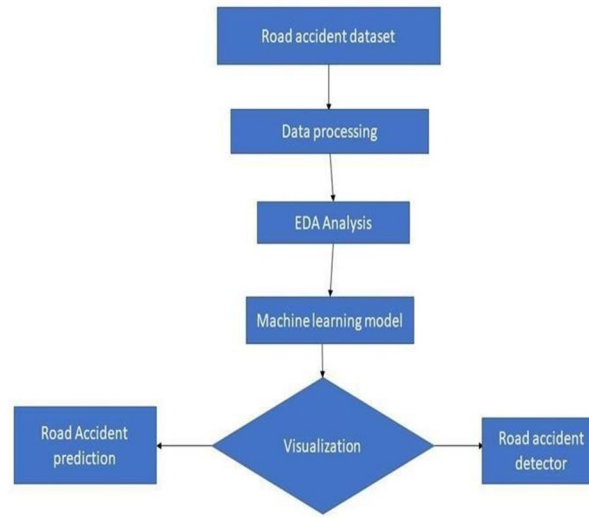 Road accident dataset
Data processing
EDA Analysis
Machine learning model
Road Accident
prediction
Visualization
Road accident
detector